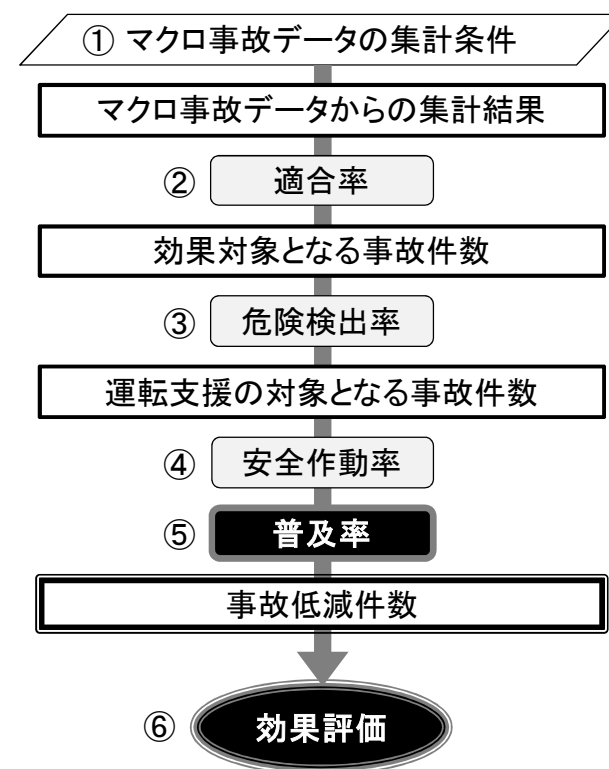 ① マクロ事故データの集計条件
マクロ事故データからの集計結果
② 適合率
効果対象となる事故件数
③ 危険検出率
運転支援の対象となる事故件数
④ 安全作動率
⑤ 普及率
事故低減件数
⑥ 効果評価